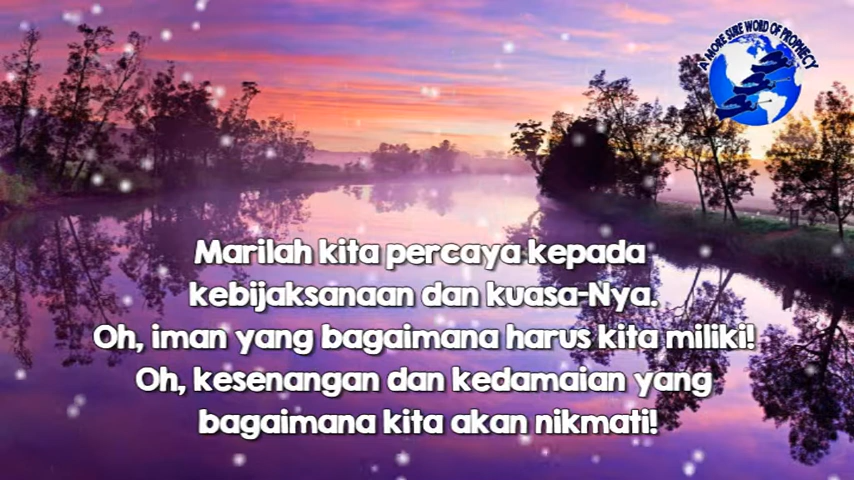 A MORE SURE WORD OF PROPHECY
Marilah kita percaya kepada
kebijaksanaan dan kuasa-Nya.
Oh, iman yang bagaimana harus kita miliki!
Oh, kesenangan dan kedamaian yang
bagaimana kita akan nikmati!